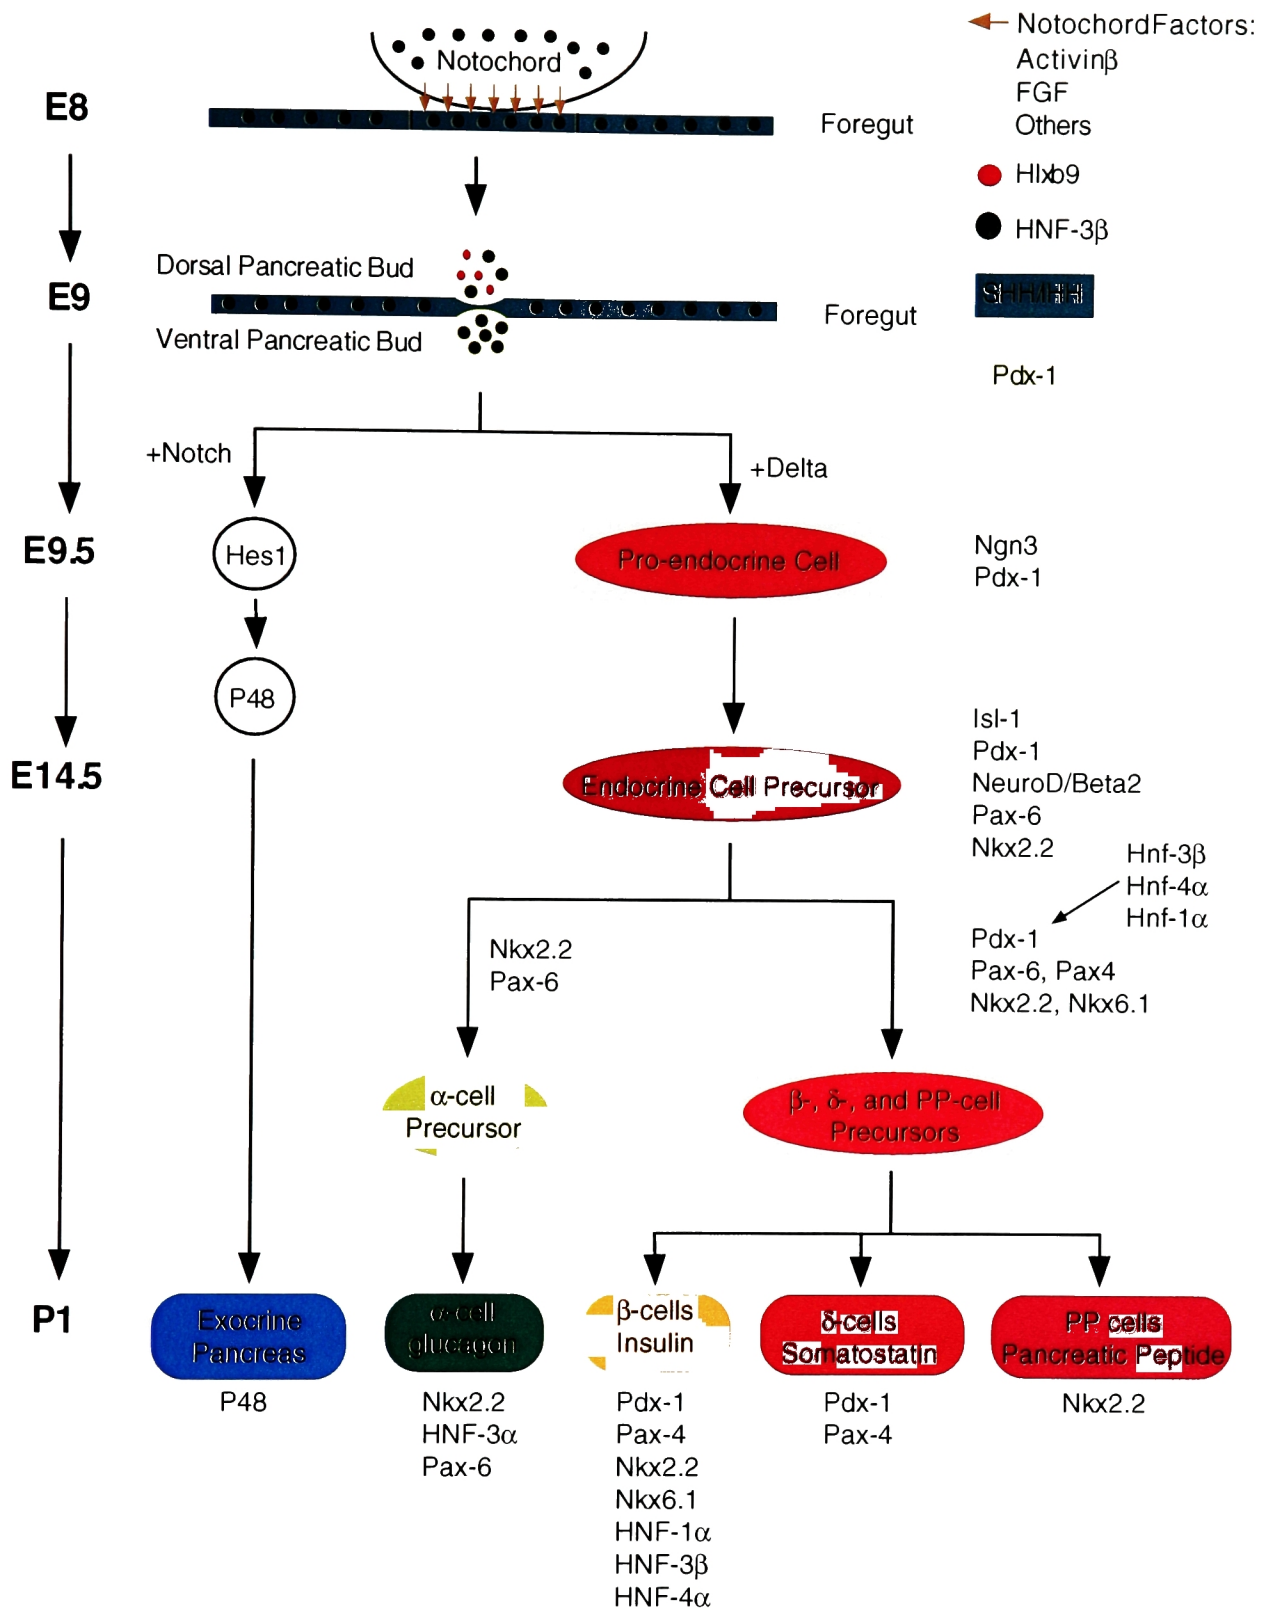 Notochord
NotochordFactors:
Activinβ
FGF
Others
E8
Foregut
Hlxb9
HNF-3β
Dorsal Pancreatic Bud
E9
Foregut
SHH/IHH
Ventral Pancreatic Bud
Pdx-1
+Notch
+Delta
E9.5
Hes1
Pro-endocrine Cell
Ngn3
Pdx-1
P48
E14.5
Endocrine Cell Precursor
Isl-1
Pdx-1
NeuroD/Beta2
Pax-6
Nkx2.2
Hnf-3β
Hnf-4α
Hnf-1α
Pdx-1
Pax-6, Pax4
Nkx2.2, Nkx6.1
Nkx2.2
Pax-6
α-cell
Precursor
β-, δ-, and PP-cell
Precursors
P1
Exocrine
Pancreas
P48
α-cell
glucagon
Nkx2.2
HNF-3α
Pax-6
β-cells
Insulin
Pdx-1
Pax-4
Nkx2.2
Nkx6.1
HNF-1α
HNF-3β
HNF-4α
δ-cells
Somatostatin
Pdx-1
Pax-4
PP cells
Pancreatic Peptide
Nkx2.2